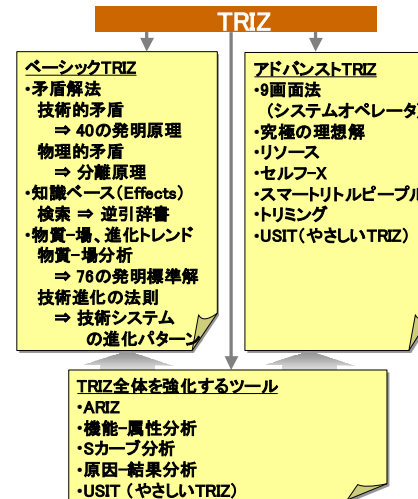 TRIZ
ベーシックTRIZ
・矛盾解法
技術的矛盾
⇒ 40の発明原理
物理的矛盾
⇒ 分離原理
・知識ベース(Effects)
検索 ⇒ 逆引辞書
・物質-場、進化トレンド
物質-場分析
⇒ 76の発明標準解
技術進化の法則
⇒ 技術システム
の進化パターン
アドバンストTRIZ
・9画面法
(システムオペレータ)
・究極の理想解
・リソース
・セルフ-X
・スマートリトルピープル
・トリミング
・USIT(やさしいTRIZ)
TRIZ全体を強化するツール
・ARIZ
・機能-属性分析
・Sカーブ分析
・原因-結果分析
・USIT (やさしいTRIZ)